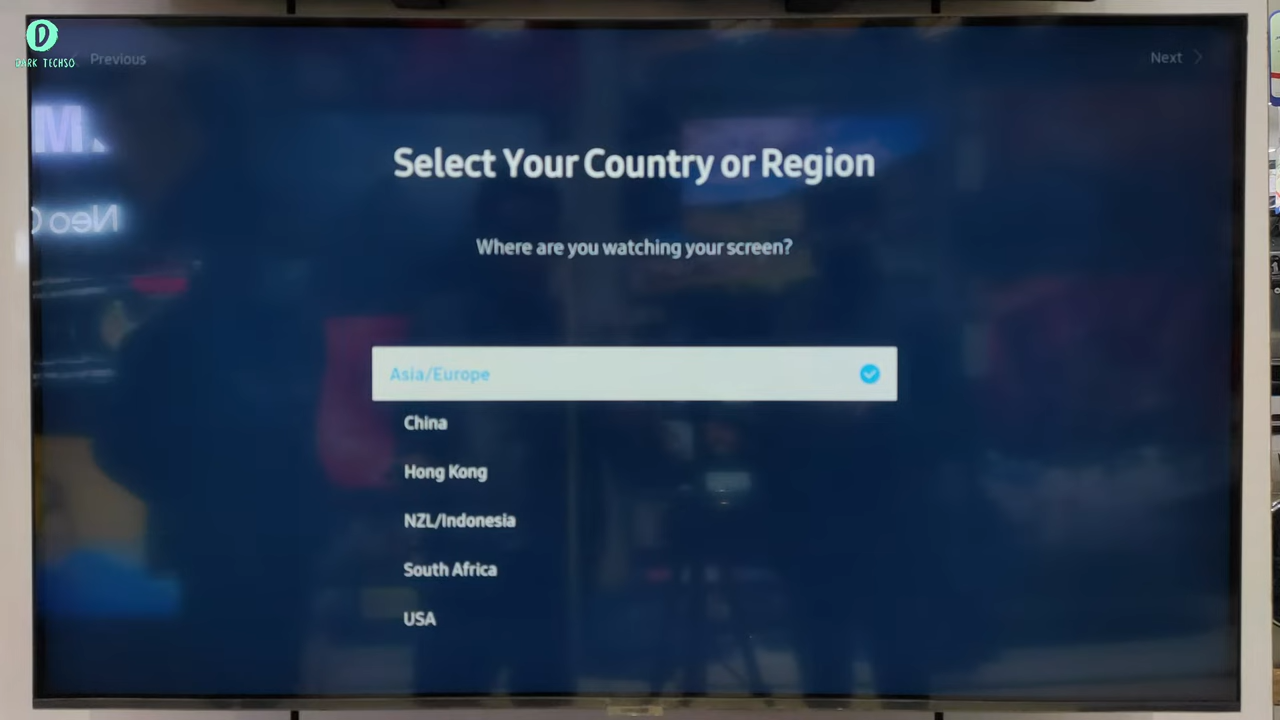 D
DARK TECHSO
Previous
Next
Select Your Country or Region
Where are you watching your screen?
Asia/Europe
China
Hong Kong
NZL/Indonesia
South Africa
USA
Neo